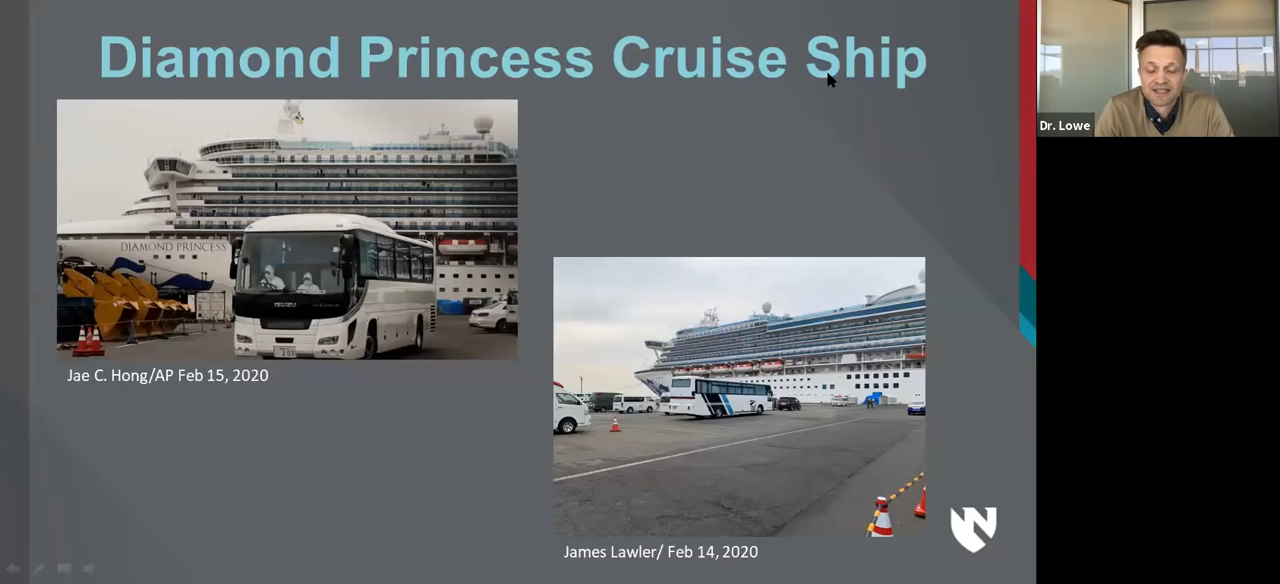 Diamond Princess Cruise Ship
Dr. Lowe
DIAMOND PRINCESS
ISUZU
Jae C. Hong/AP Feb 15, 2020
James Lawler/ Feb 14, 2020